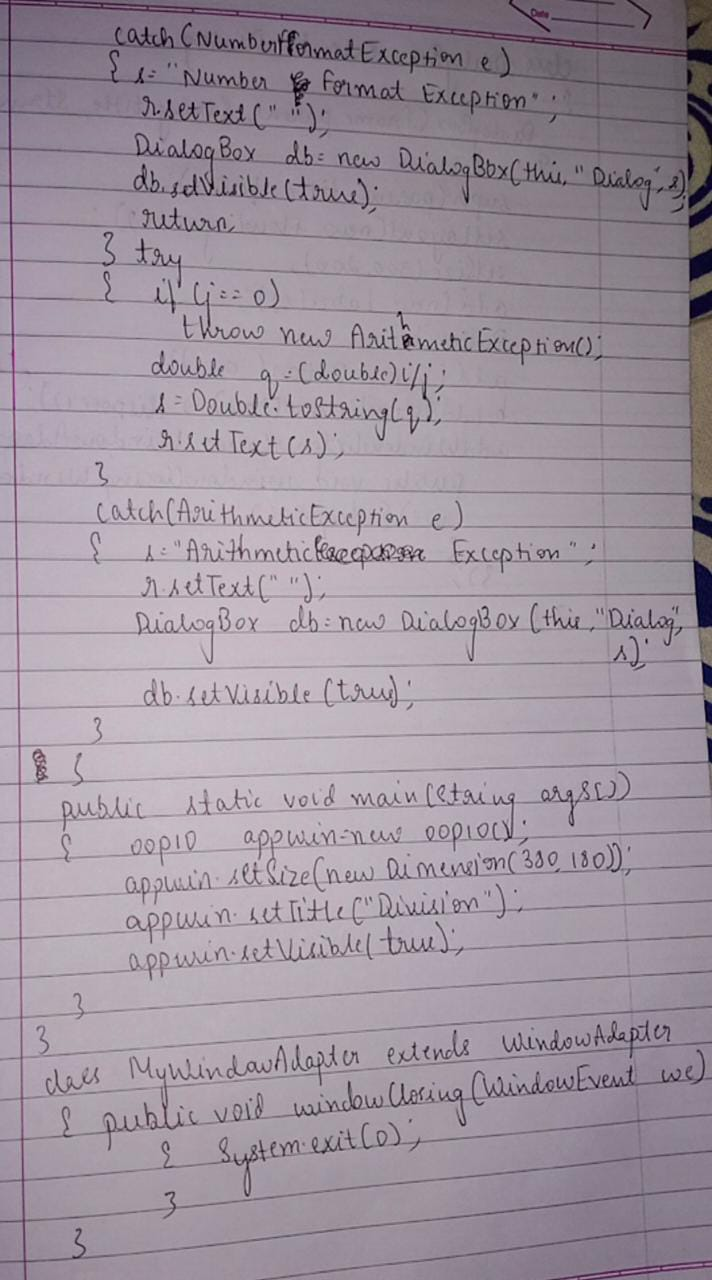 Date
catch (NumberFormatException e)
{ s = "Number Format Exception" ;
r.setText(" ");
DialogBox db = new DialogBox(this, "Dialog", s);
db.setVisible(true);
return;
} try
{ if (j == 0)
throw new ArithmeticException();
double q = (double) i/j;
s = Double.toString(q);
r.setText(s);
}
catch(ArithmeticException e)
{ s = "Arithmetic Exception" ;
r.setText(" ");
DialogBox db = new DialogBox (this, "Dialog",
s);
db.setVisible (true);
}
}
public static void main (String args[])
{ oop10 appwin = new oop10();
appwin.setSize(new Dimension(380, 180));
appwin.setTitle("Division");
appwin.setVisible(true);
}
}
class MyWindowAdapter extends WindowAdapter
{ public void windowClosing (WindowEvent we)
{ System.exit(0);
}
}